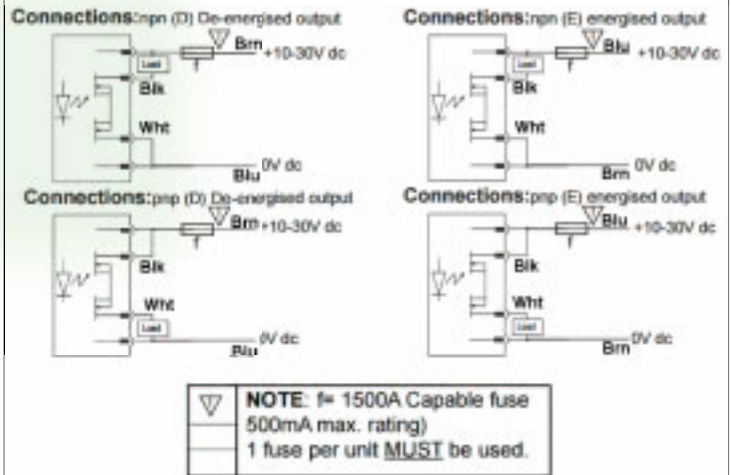 Connections:npn (D) De-energised output
Brn
+10-30V dc
Load
f
Blk
Wht
0V dc
Blu
Connections:npn (E) energised output
Blu
+10-30V dc
Load
f
Blk
Wht
0V dc
Brn
Connections:pnp (D) De-energised output
Brn
+10-30V dc
f
Blk
Wht
Load
0V dc
Blu
Connections:pnp (E) energised output
Blu
+10-30V dc
f
Blk
Wht
Load
0V dc
Brn
NOTE: f= 1500A Capable fuse
500mA max. rating)
1 fuse per unit MUST be used.